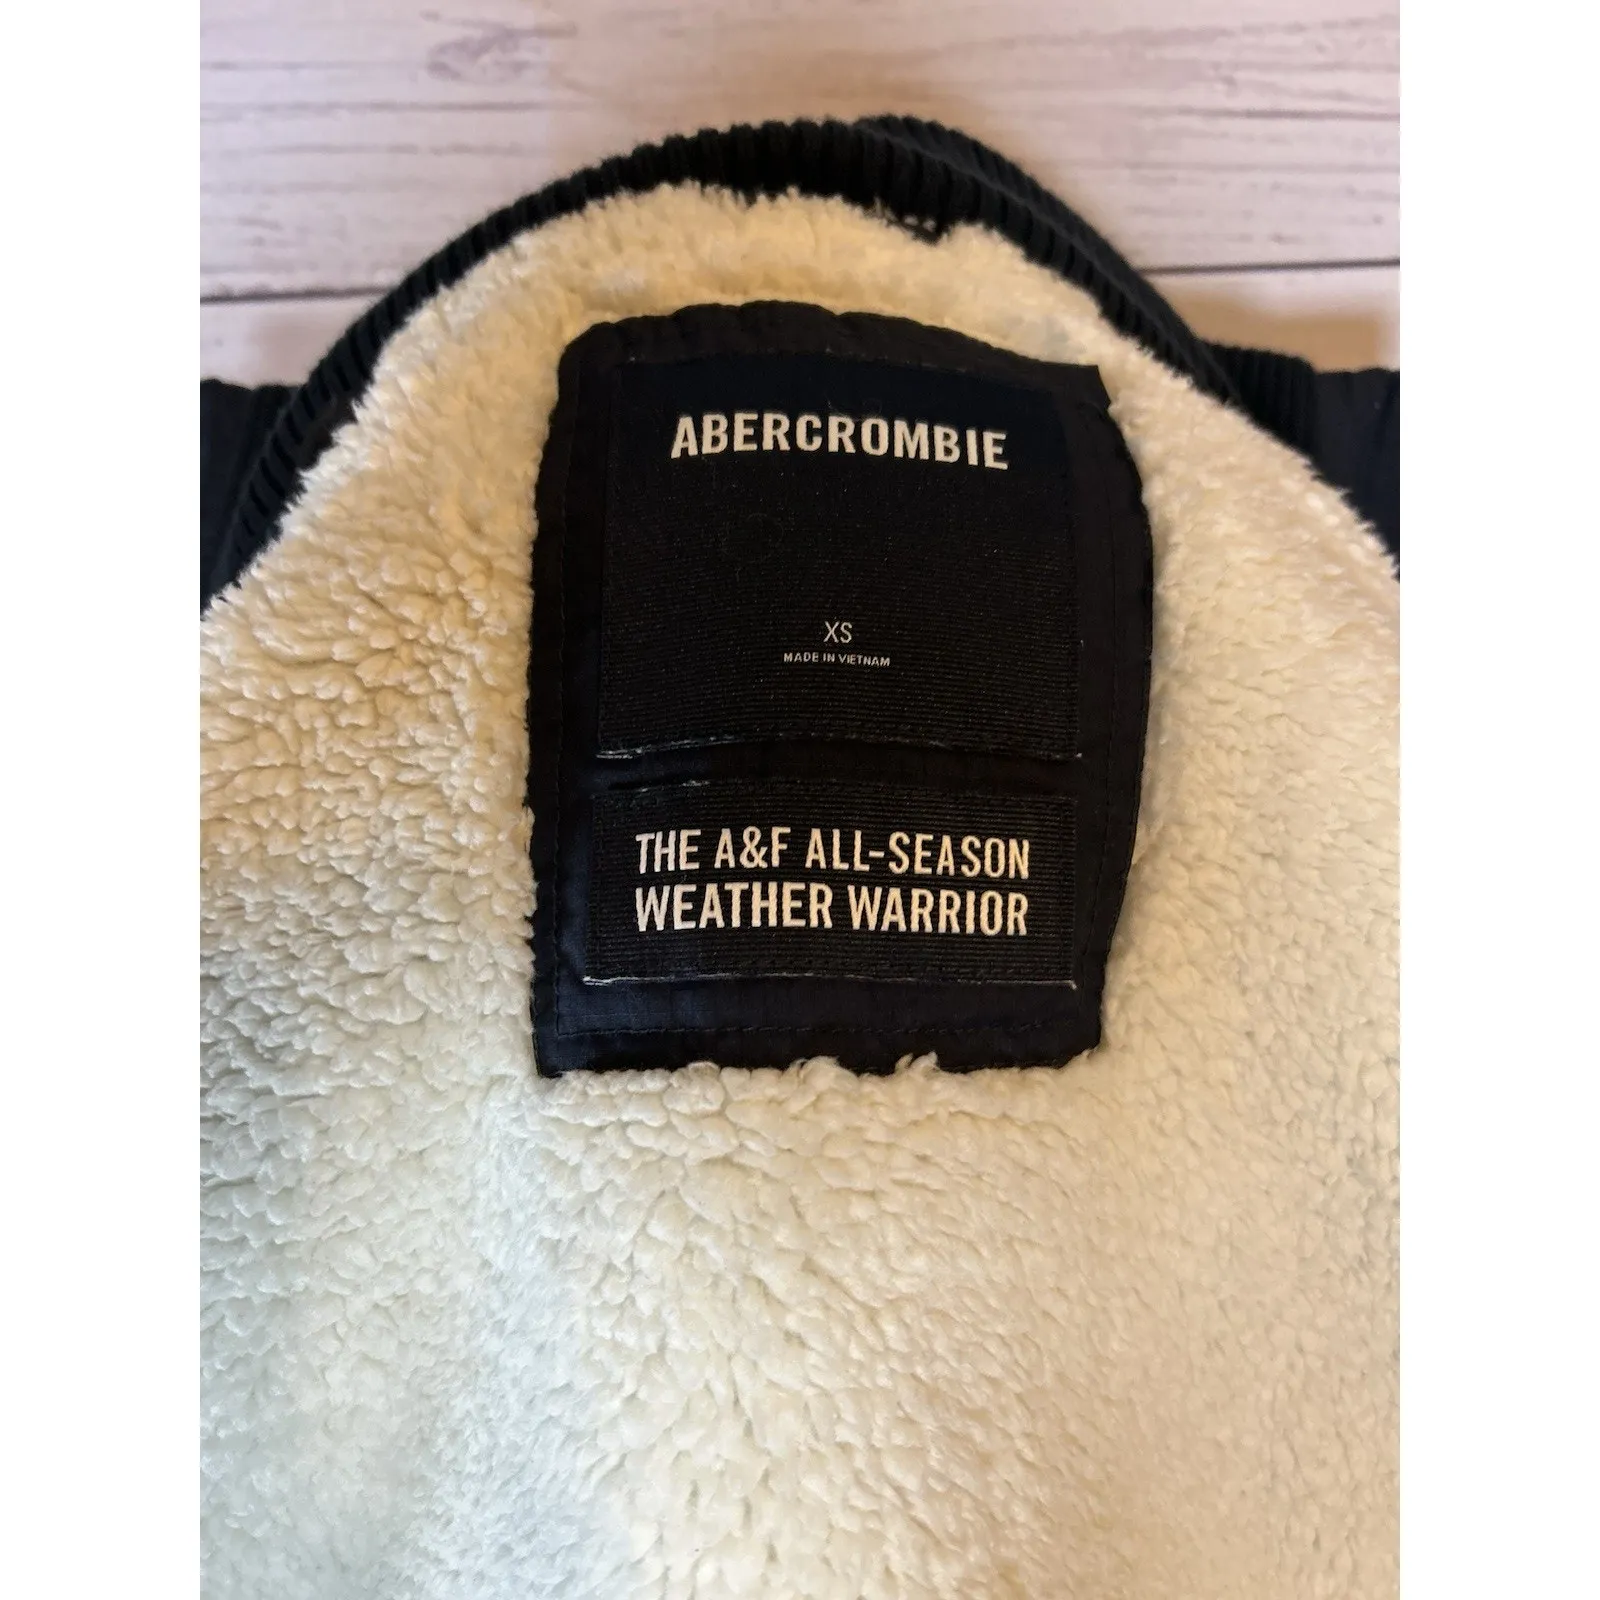 ABERCROMBIE
XS
MADE IN VIETNAM
THE A&F ALL-SEASON
WEATHER WARRIOR